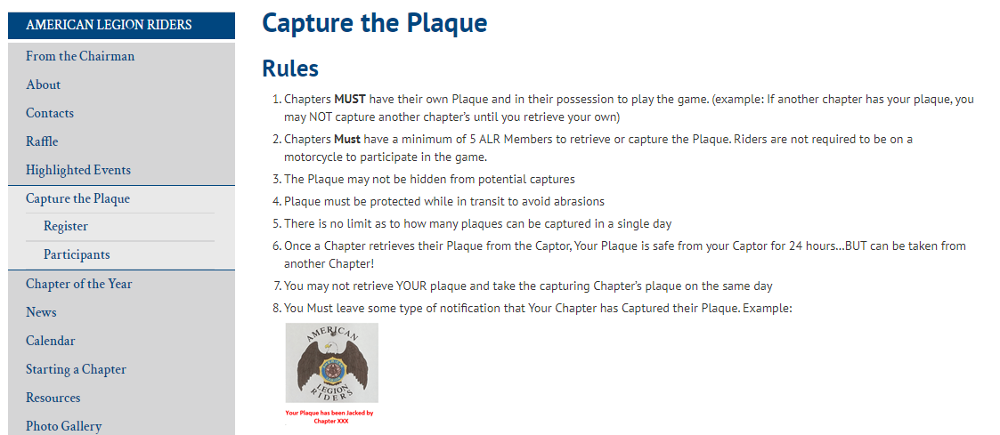 AMERICAN LEGION RIDERS
From the Chairman
About
Contacts
Raffle
Highlighted Events
Capture the Plaque
Register
Participants
Chapter of the Year
News
Calendar
Starting a Chapter
Resources
Photo Gallery
Capture the Plaque
Rules
1. Chapters MUST have their own Plaque and in their possession to play the game. (example: If another chapter has your plaque, you
may NOT capture another chapter's until you retrieve your own)
2. Chapters Must have a minimum of 5 ALR Members to retrieve or capture the Plaque. Riders are not required to be on a
motorcycle to participate in the game.
3. The Plaque may not be hidden from potential captures
4. Plaque must be protected while in transit to avoid abrasions
5. There is no limit as to how many plaques can be captured in a single day
6. Once a Chapter retrieves their Plaque from the Captor, Your Plaque is safe from your Captor for 24 hours...BUT can be taken from
another Chapter!
7. You may not retrieve YOUR plaque and take the capturing Chapter's plaque on the same day
8. You Must leave some type of notification that Your Chapter has Captured their Plaque. Example:
AMERICAN
LEGION
RIDERS
Your Plaque has been Jacked by
Chapter XXX